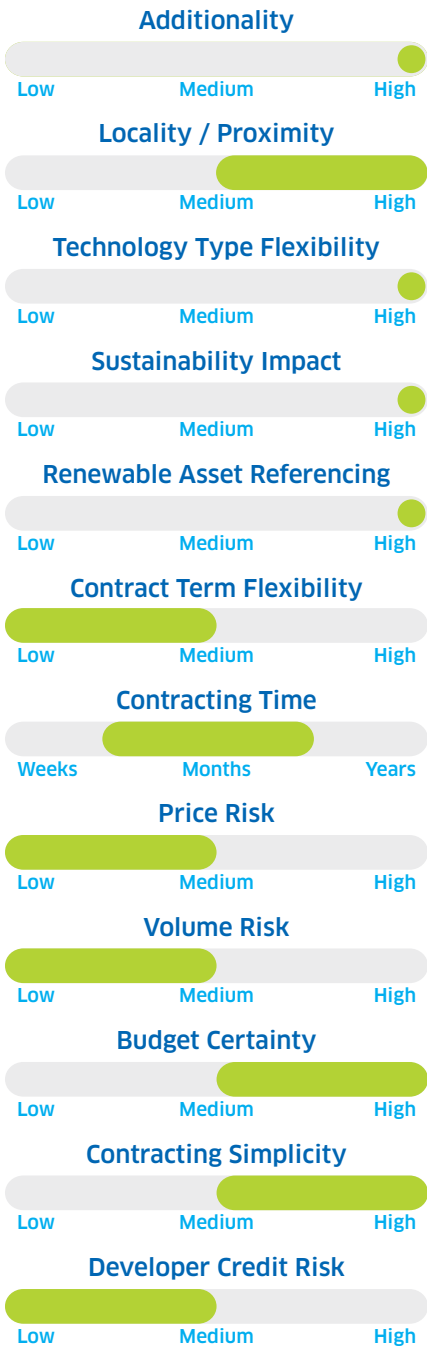 Additionality
Low Medium High
Locality / Proximity
Low Medium High
Technology Type Flexibility
Low Medium High
Sustainability Impact
Low Medium High
Renewable Asset Referencing
Low Medium High
Contract Term Flexibility
Low Medium High
Contracting Time
Weeks Months Years
Price Risk
Low Medium High
Volume Risk
Low Medium High
Budget Certainty
Low Medium High
Contracting Simplicity
Low Medium High
Developer Credit Risk
Low Medium High